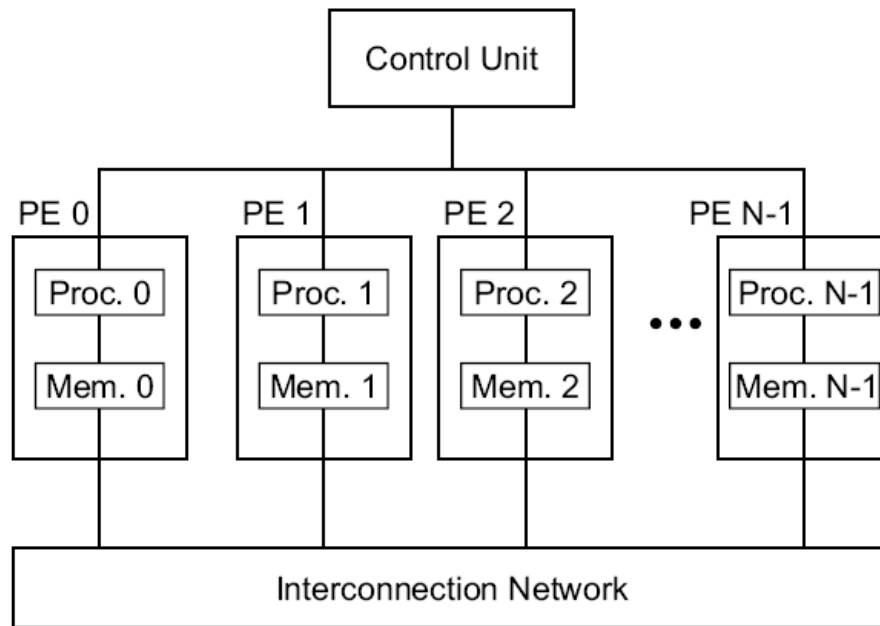 Control Unit
PE 0 PE 1 PE 2 PE N-1
Proc. 0 Proc. 1 Proc. 2 Proc. N-1
Mem. 0 Mem. 1 Mem. 2 Mem. N-1
Interconnection Network